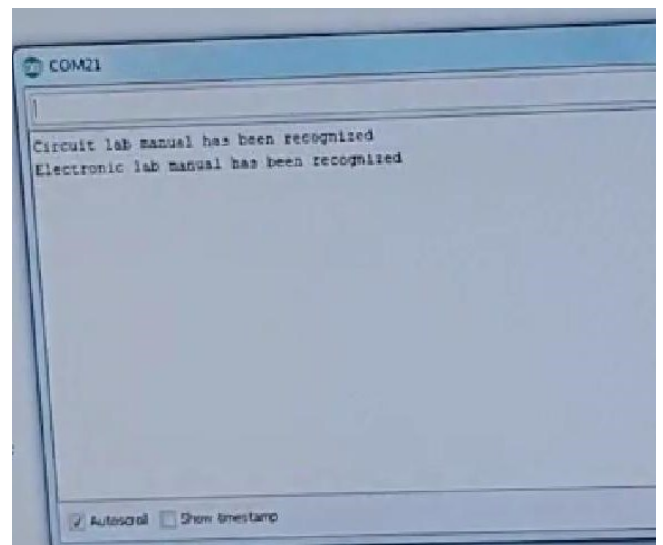 COM21
Circuit lab manual has been recognized
Electronic lab manual has been recognized
Autoscroll Show timestamp